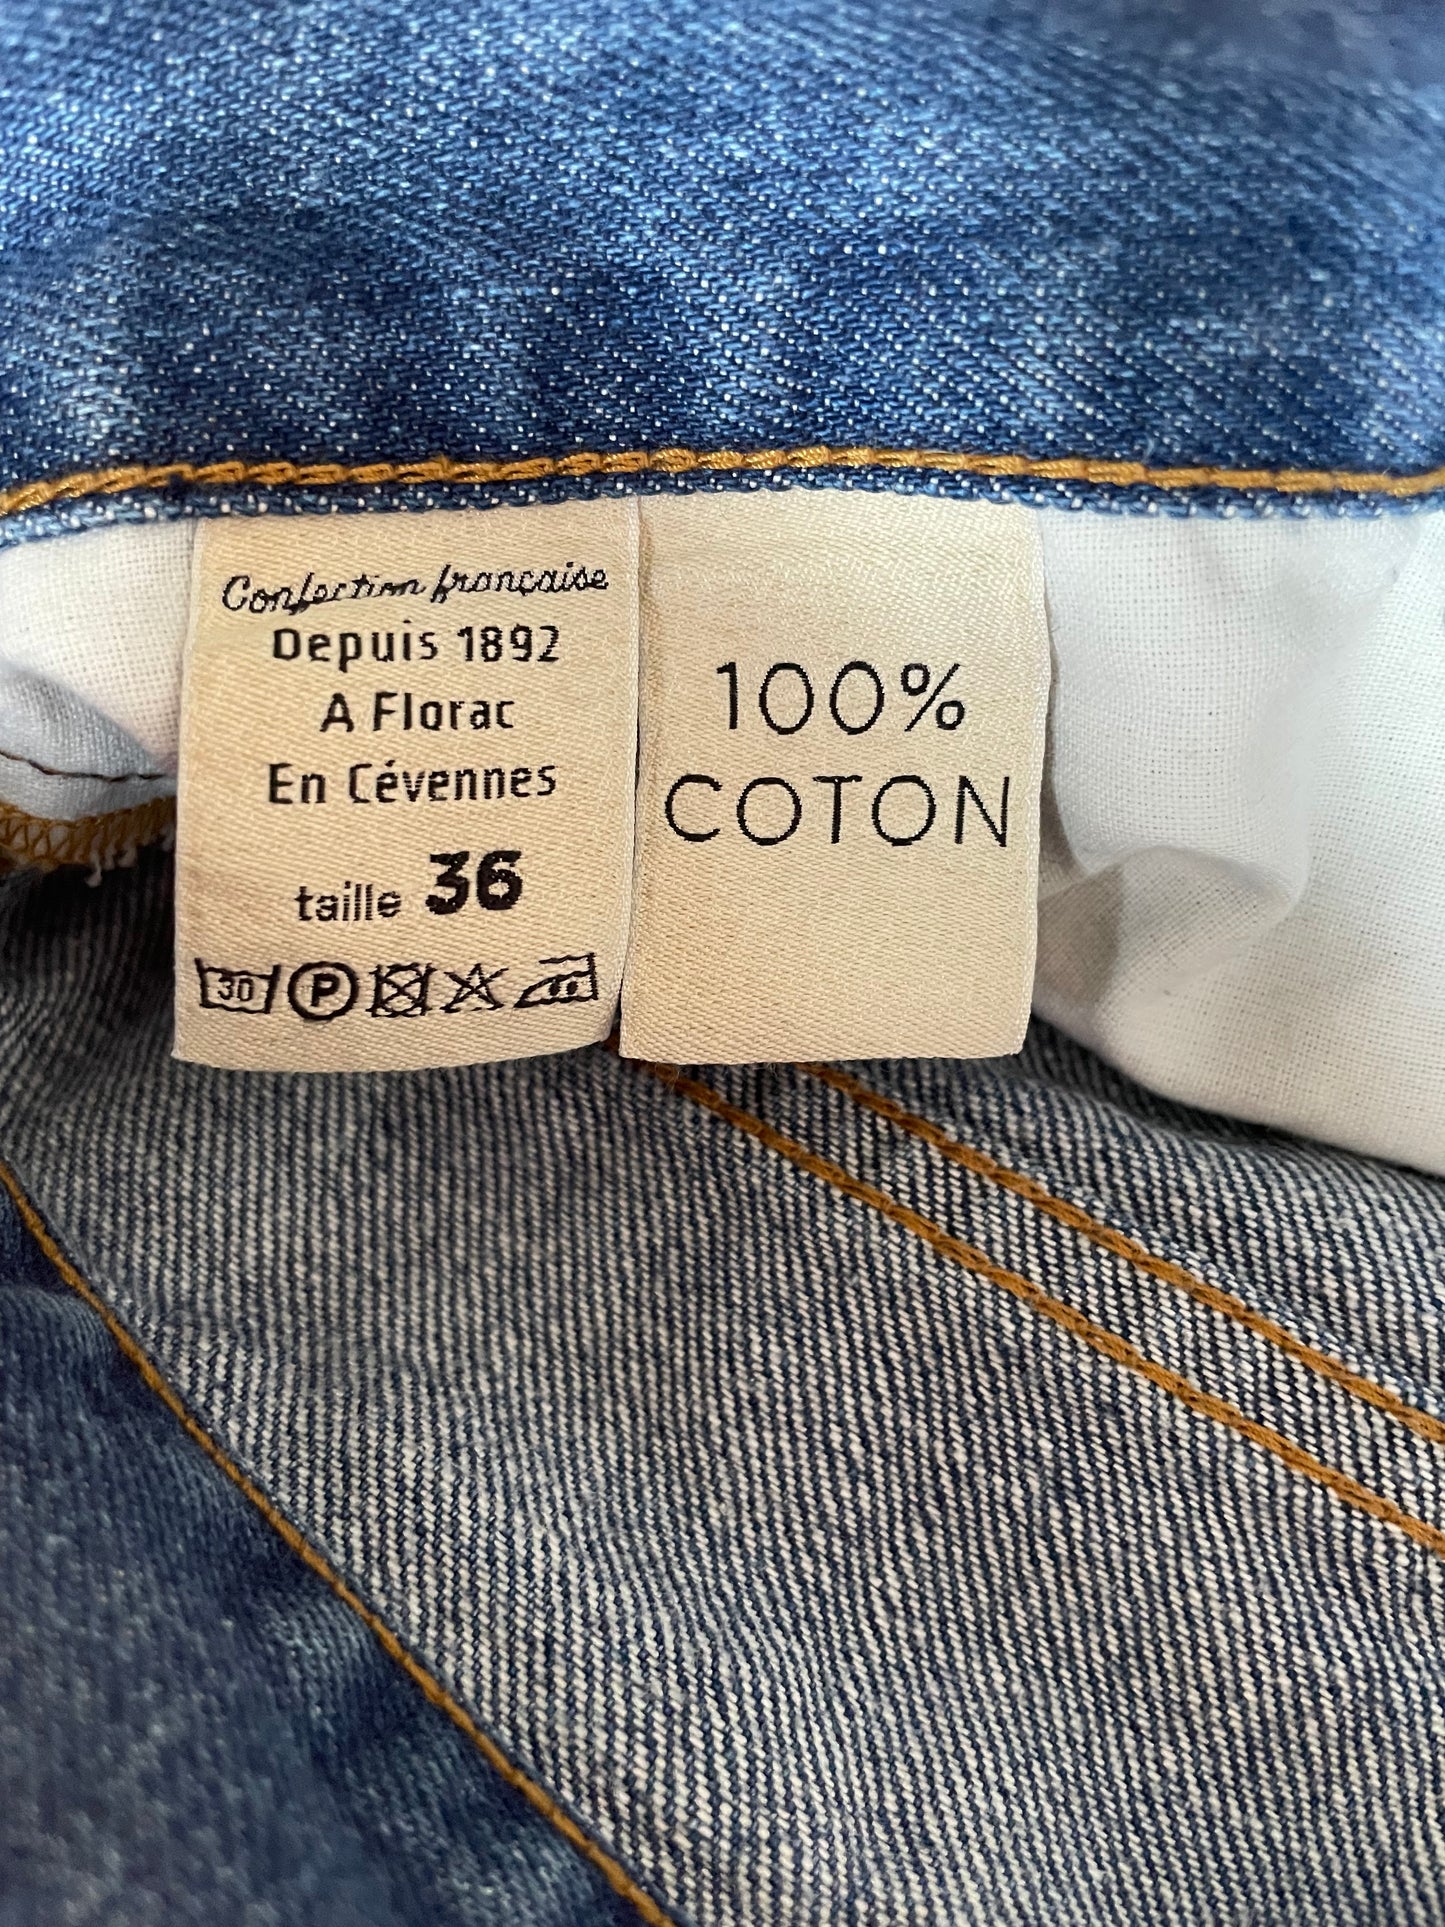 Confection française
Depuis 1892
A Florac
En Cévennes
taille 36
30 P
100%
COTON